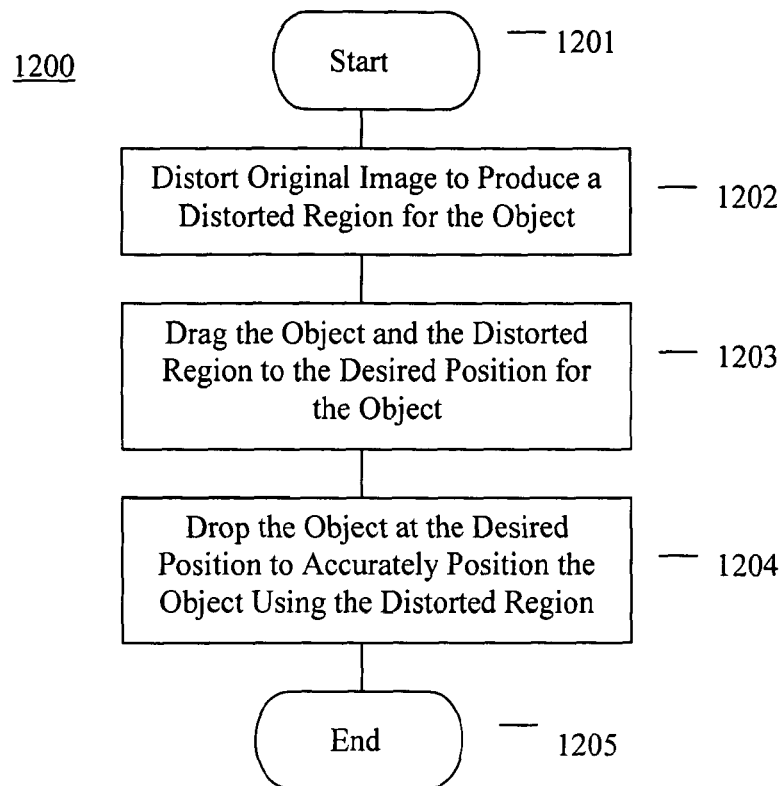 1200
Start
1201
Distort Original Image to Produce a
Distorted Region for the Object
1202
Drag the Object and the Distorted
Region to the Desired Position for
the Object
1203
Drop the Object at the Desired
Position to Accurately Position the
Object Using the Distorted Region
1204
End
1205